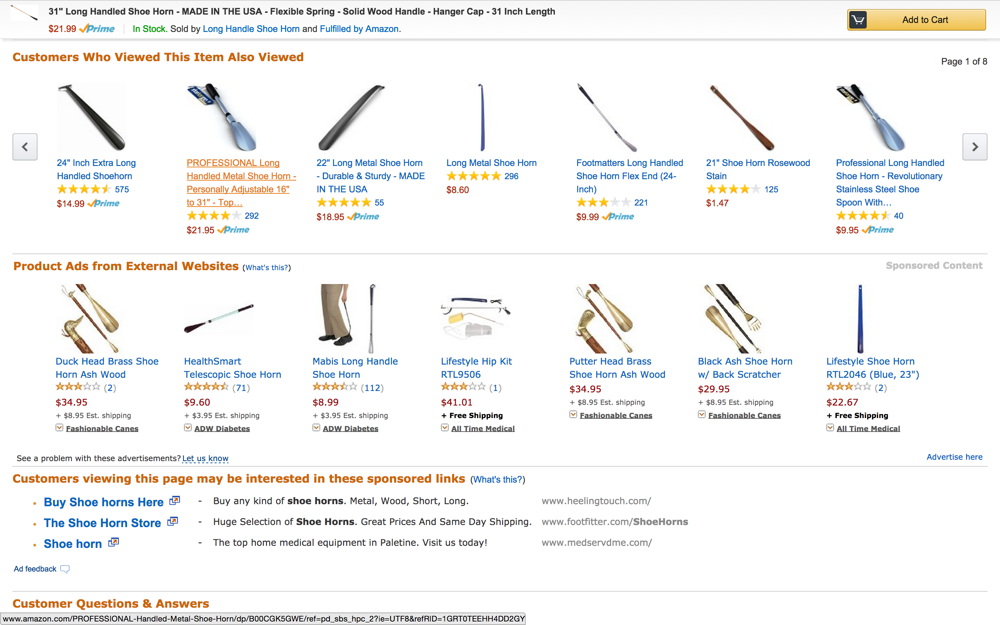 31" Long Handled Shoe Horn - MADE IN THE USA - Flexible Spring - Solid Wood Handle - Hanger Cap - 31 Inch Length
$21.99 Prime In Stock. Sold by Long Handle Shoe Horn and Fulfilled by Amazon.
Add to Cart
Customers Who Viewed This Item Also Viewed
Page 1 of 8
24" Inch Extra Long
Handled Shoehorn
575
$14.99 Prime
PROFESSIONAL Long
Handled Metal Shoe Horn -
Personally Adjustable 16"
to 31" - Top…
292
$21.95 Prime
22" Long Metal Shoe Horn
- Durable & Sturdy - MADE
IN THE USA
55
$18.95 Prime
Long Metal Shoe Horn
296
$8.60
Footmatters Long Handled
Shoe Horn Flex End (24-
Inch)
221
$9.99 Prime
21" Shoe Horn Rosewood
Stain
125
$1.47
Professional Long Handled
Shoe Horn - Revolutionary
Stainless Steel Shoe
Spoon With…
40
$9.95 Prime
Product Ads from External Websites (What's this?)
Sponsored Content
Duck Head Brass Shoe
Horn Ash Wood
(2)
$34.95
+ $8.95 Est. shipping
Fashionable Canes
HealthSmart
Telescopic Shoe Horn
(71)
$9.60
+ $3.95 Est. shipping
ADW Diabetes
Mabis Long Handle
Shoe Horn
(112)
$8.99
+ $3.95 Est. shipping
ADW Diabetes
Lifestyle Hip Kit
RTL9506
(1)
$41.01
+ Free Shipping
All Time Medical
Putter Head Brass
Shoe Horn Ash Wood
$34.95
+ $8.95 Est. shipping
Fashionable Canes
Black Ash Shoe Horn
w/ Back Scratcher
$29.95
+ $8.95 Est. shipping
Fashionable Canes
Lifestyle Shoe Horn
RTL2046 (Blue, 23")
(2)
$22.67
+ Free Shipping
All Time Medical
See a problem with these advertisements? Let us know
Advertise here
Customers viewing this page may be interested in these sponsored links (What's this?)
• Buy Shoe horns Here - Buy any kind of shoe horns. Metal, Wood, Short, Long. www.heelingtouch.com/
• The Shoe Horn Store - Huge Selection of Shoe Horns. Great Prices And Same Day Shipping. www.footfitter.com/ShoeHorns
• Shoe horn - The top home medical equipment in Paletine. Visit us today! www.medservdme.com/
Ad feedback
Customer Questions & Answers
www.amazon.com/PROFESSIONAL-Handled-Metal-Shoe-Horn/dp/B00CGK5GWE/ref=pd_sbs_hpc_2?ie=UTF8&refRID=1GRT0TEEHH4DD2GY